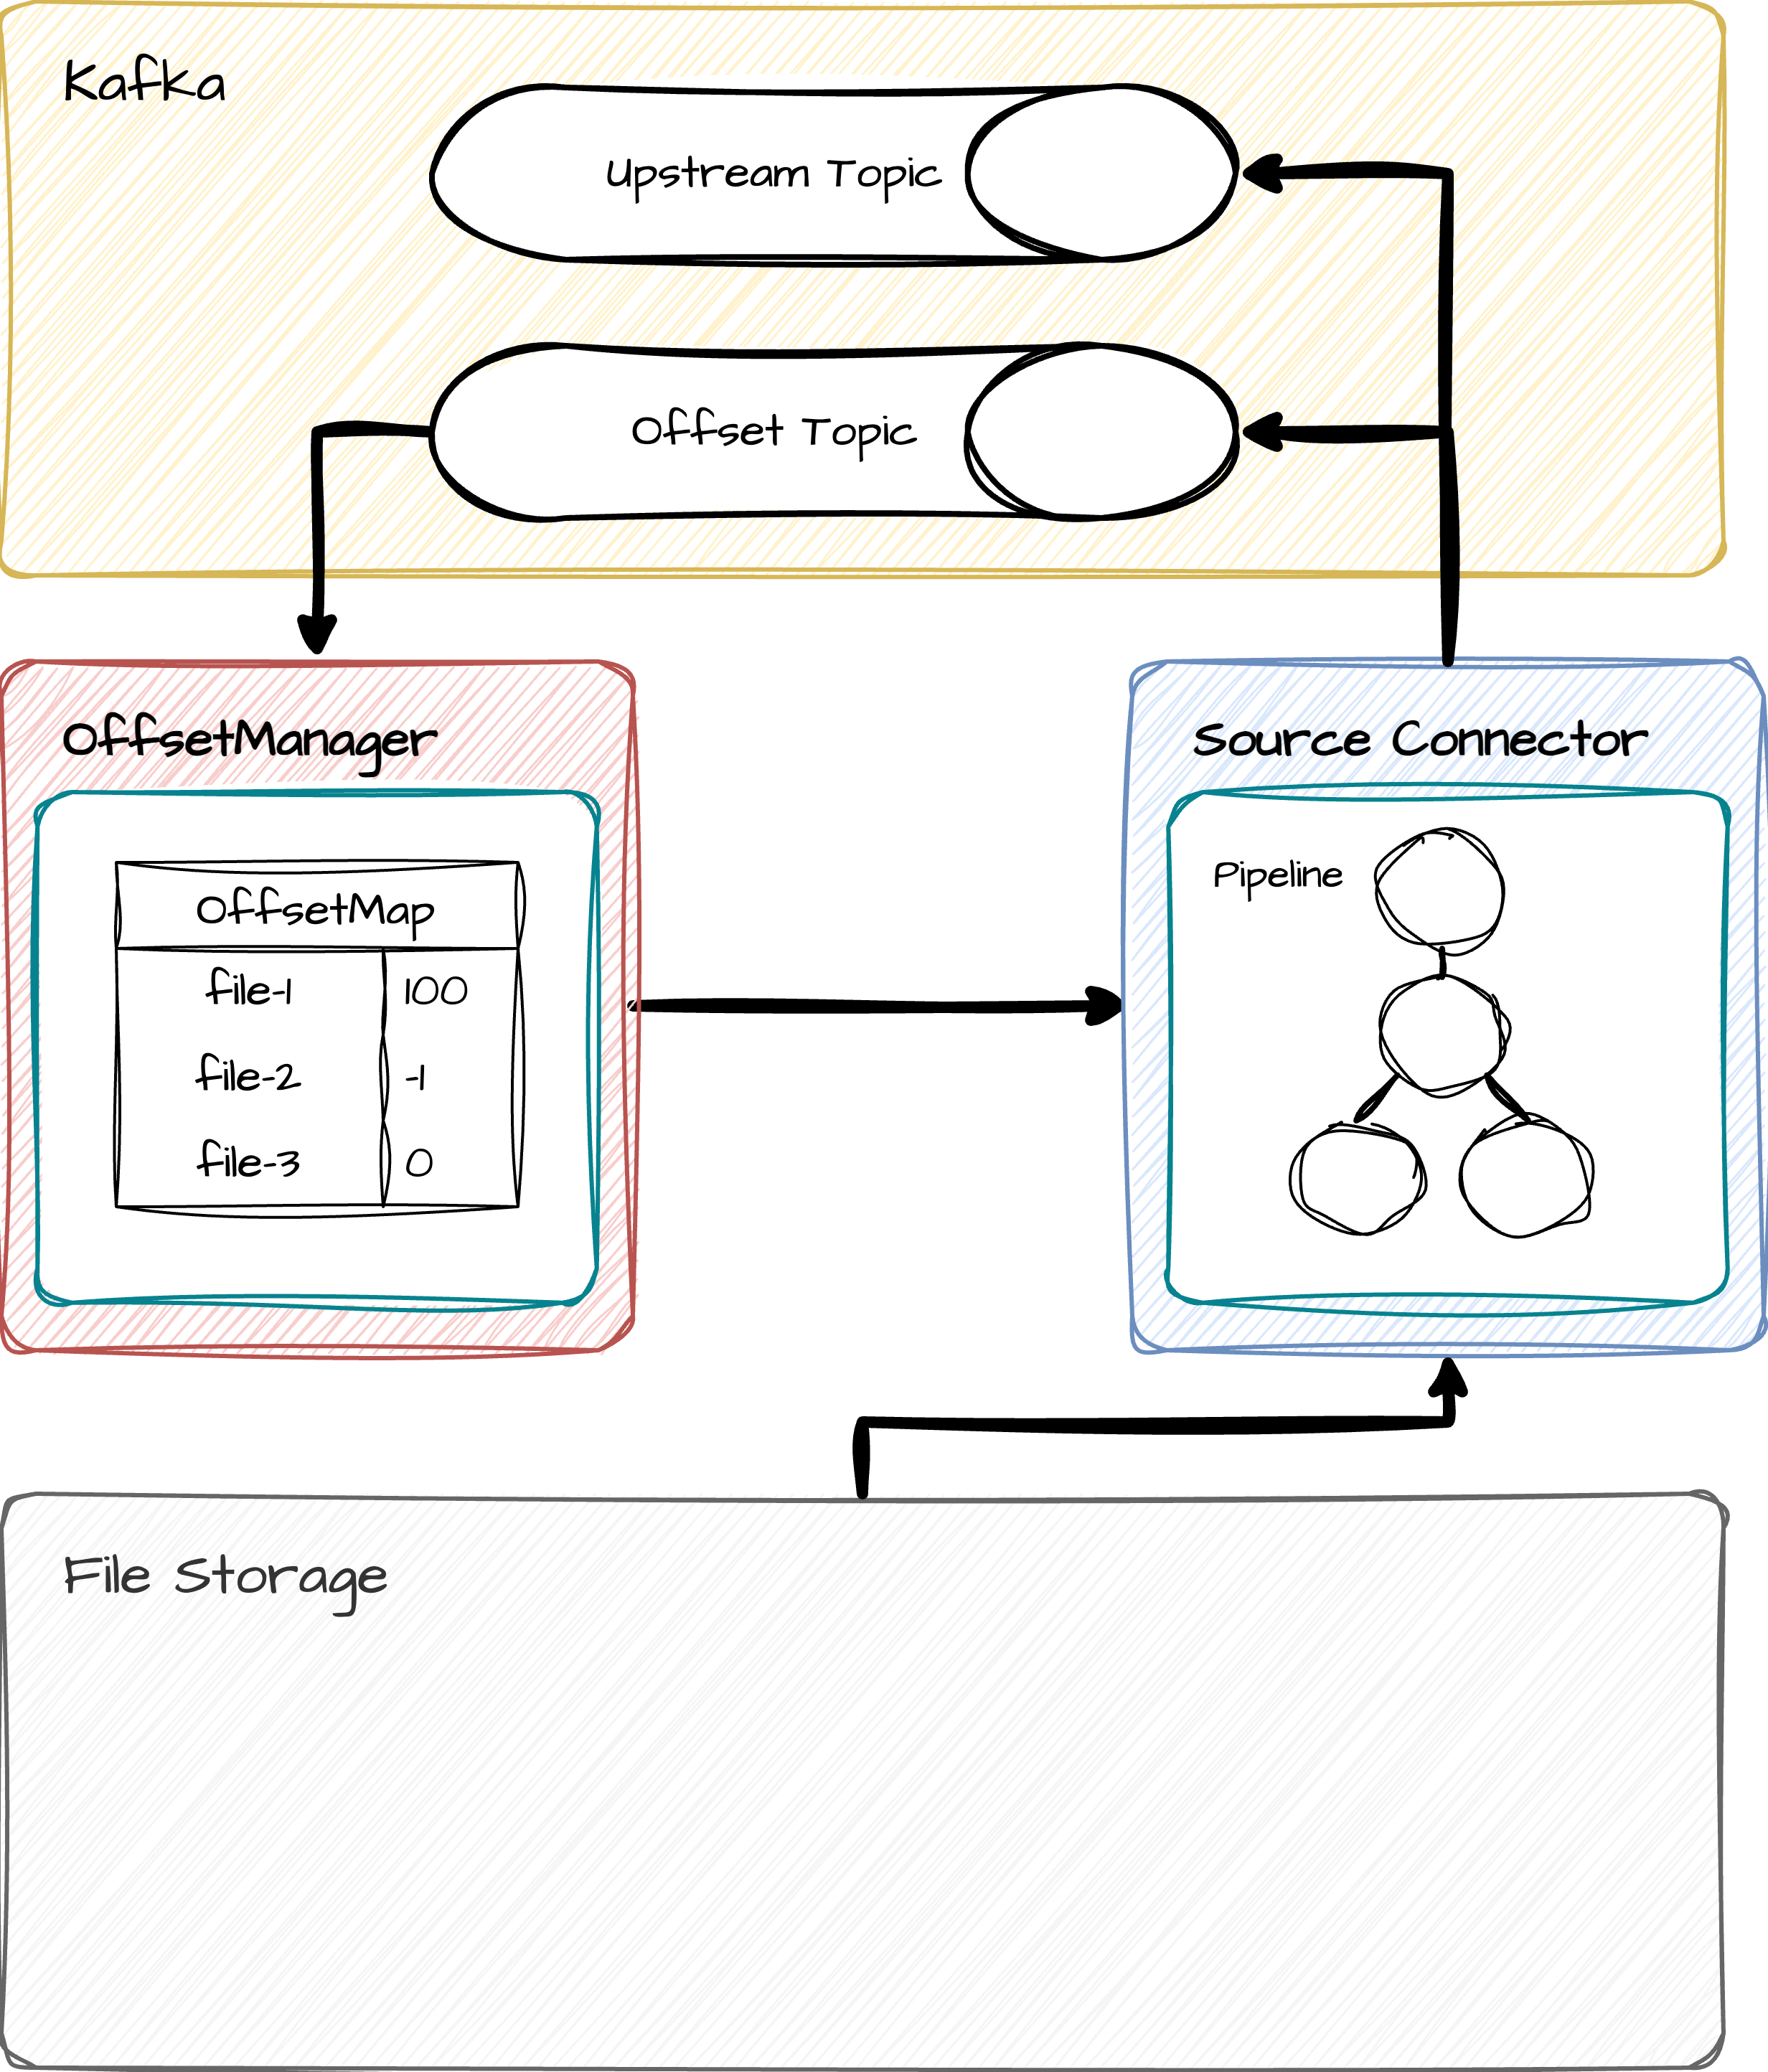 Kafka
Upstream Topic
Offset Topic
OffsetManager
OffsetMap
file-1 100
file-2 -1
file-3 0
Source Connector
Pipeline
File Storage